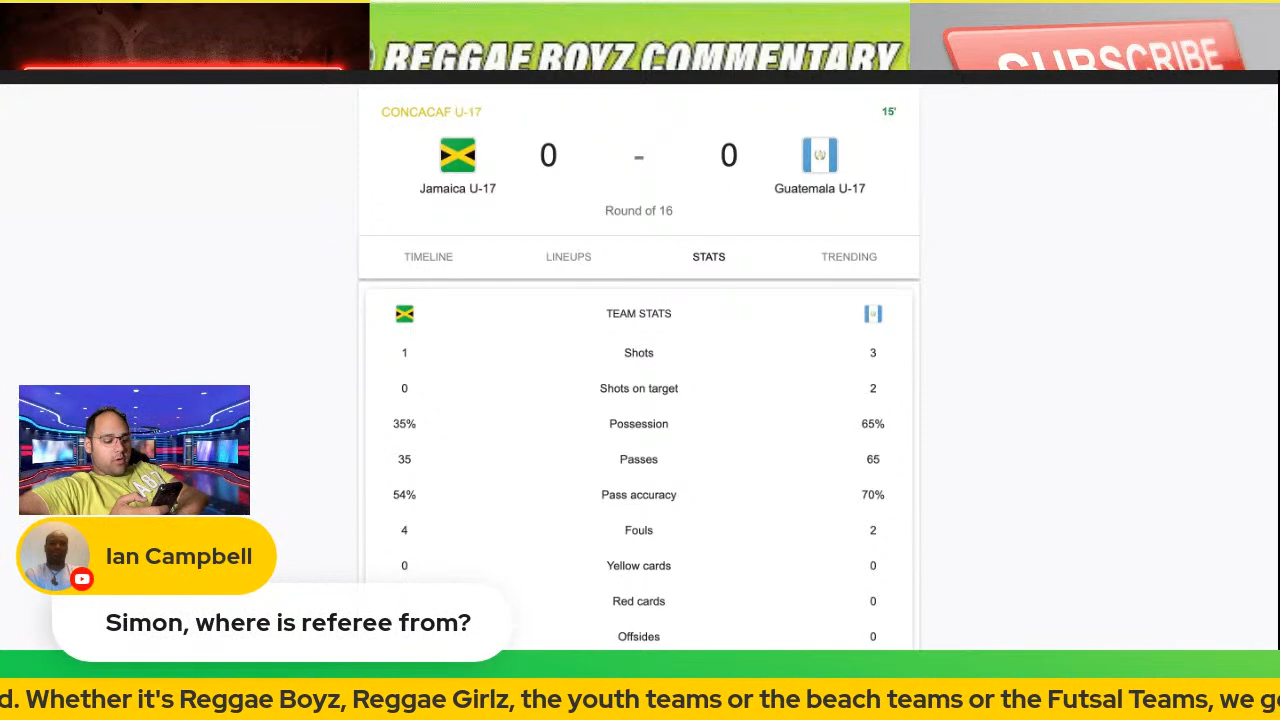 REGGAE BOYZ COMMENTARY
SUBSCRIBE
CONCACAF U-17
15'
0 - 0
Jamaica U-17
Guatemala U-17
Round of 16
TIMELINE LINEUPS STATS TRENDING
TEAM STATS
1 Shots 3
0 Shots on target 2
35% Possession 65%
35 Passes 65
54% Pass accuracy 70%
4 Fouls 2
0 Yellow cards 0
Red cards 0
Offsides 0
Ian Campbell
Simon, where is referee from?
d. Whether it's Reggae Boyz, Reggae Girlz, the youth teams or the beach teams or the Futsal Teams, we g